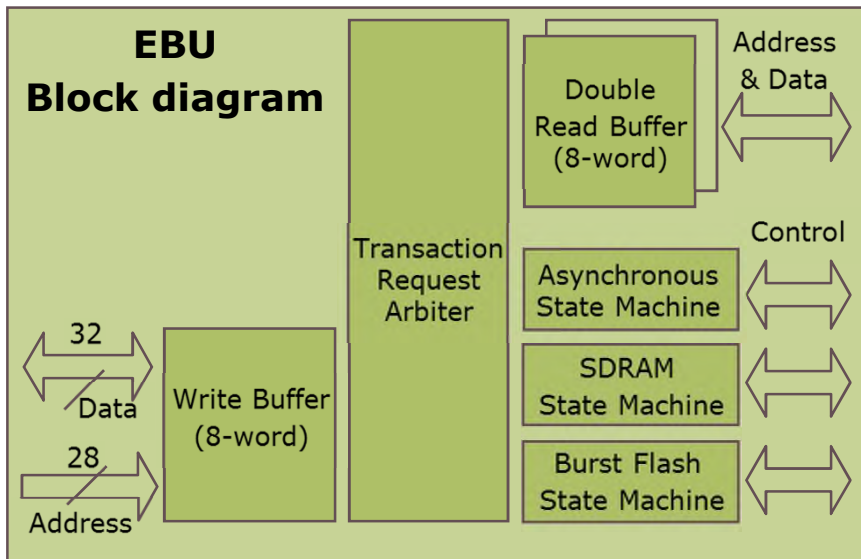 EBU
Block diagram
Double
Read Buffer
(8-word)
Address
& Data
Transaction
Request
Arbiter
Control
Asynchronous
State Machine
SDRAM
State Machine
Burst Flash
State Machine
32
Data
28
Address
Write Buffer
(8-word)